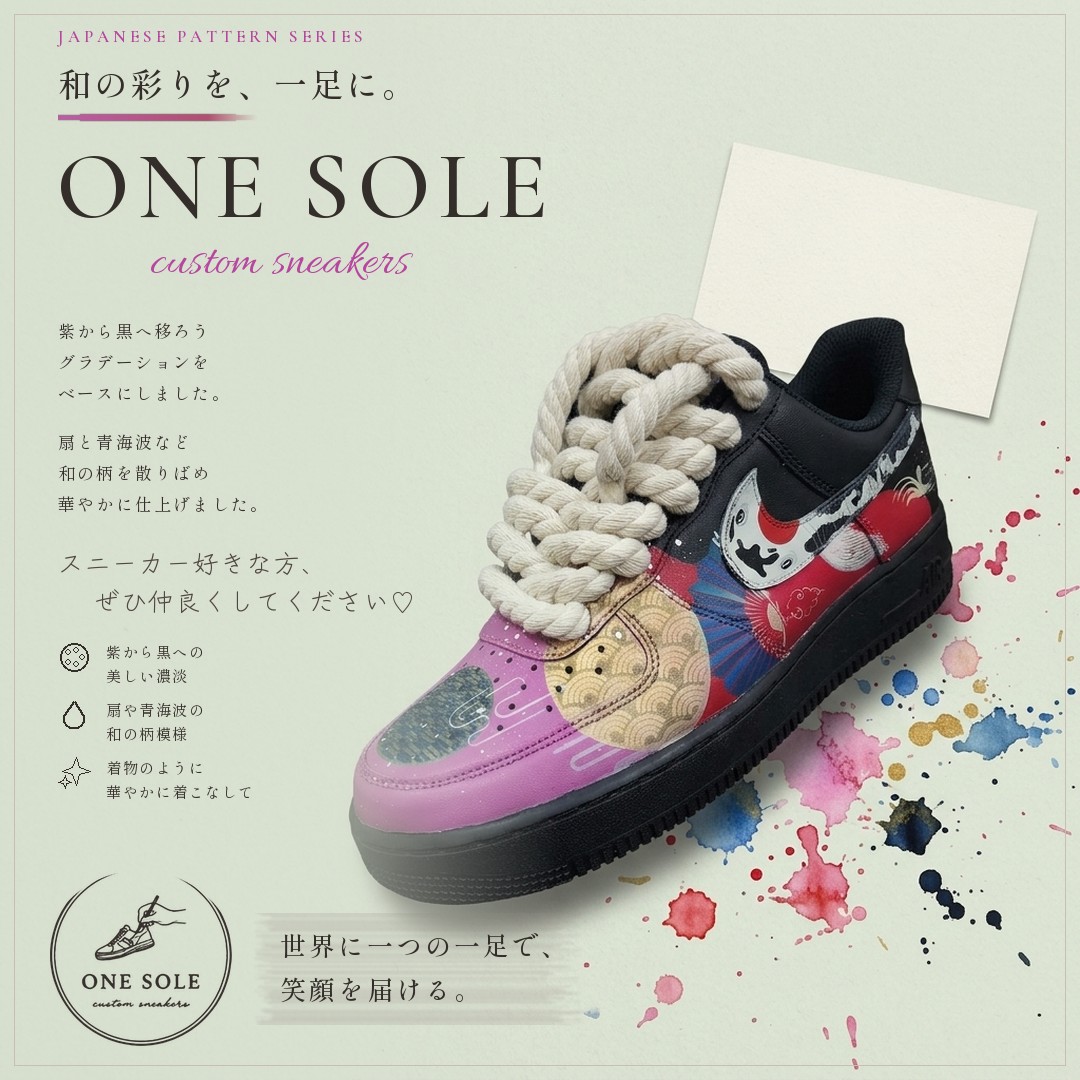 JAPANESE PATTERN SERIES
和の彩りを、一足に。
ONE SOLE
custom sneakers
紫から黒へ移ろう
グラデーションを
ベースにしました。
扇と青海波など
和の柄を散りばめ
華やかに仕上げました。
スニーカー好きな方、
ぜひ仲良くしてください♡
紫から黒への
美しい濃淡
扇や青海波の
和の柄模様
着物のように
華やかに着こなして
ONE SOLE
custom sneakers
世界に一つの一足で、
笑顔を届ける。